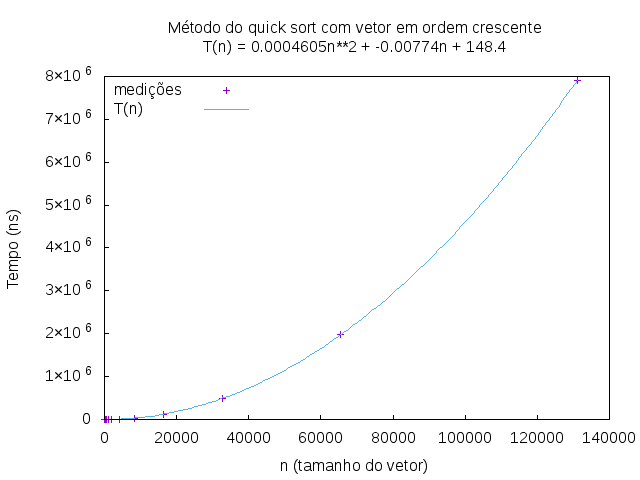 Método do quick sort com vetor em ordem crescente
T(n) = 0.0004605n**2 + -0.00774n + 148.4
8×10 6
7×10 6
6×10 6
5×10 6
4×10 6
3×10 6
2×10 6
1×10 6
0
medições
T(n)
Tempo (ns)
0 20000 40000 60000 80000 100000 120000 140000
n (tamanho do vetor)